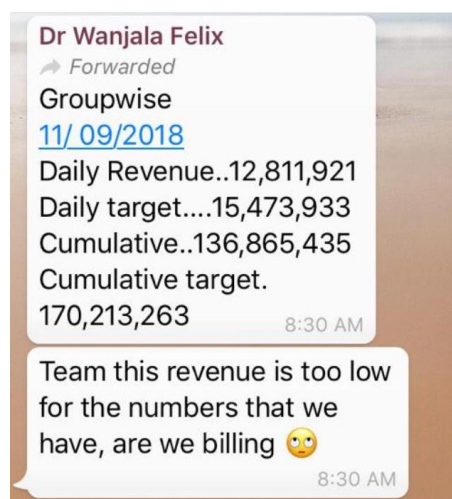 Dr Wanjala Felix
Forwarded
Groupwise
11/ 09/2018
Daily Revenue..12,811,921
Daily target....15,473,933
Cumulative..136,865,435
Cumulative target.
170,213,263
8:30 AM
Team this revenue is too low
for the numbers that we
have, are we billing 🙄
8:30 AM